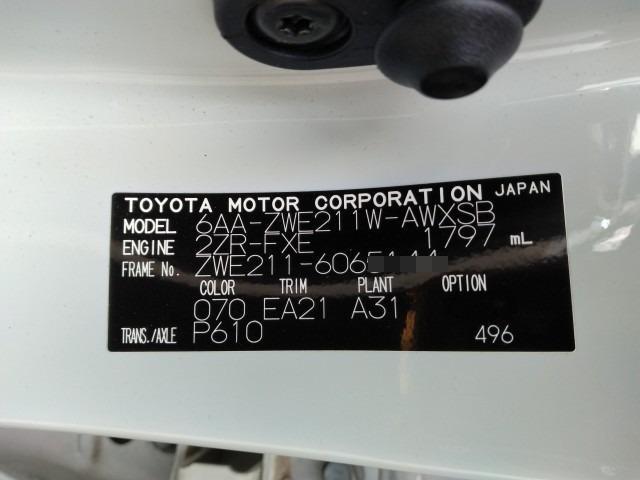 TOYOTA MOTOR CORPORATION JAPAN
MODEL 6AA-ZWE211W-AWXSB
ENGINE 2ZR-FXE 1797 mL
FRAME No. ZWE211-606
COLOR TRIM PLANT OPTION
070 EA21 A31
TRANS./AXLE P610 496